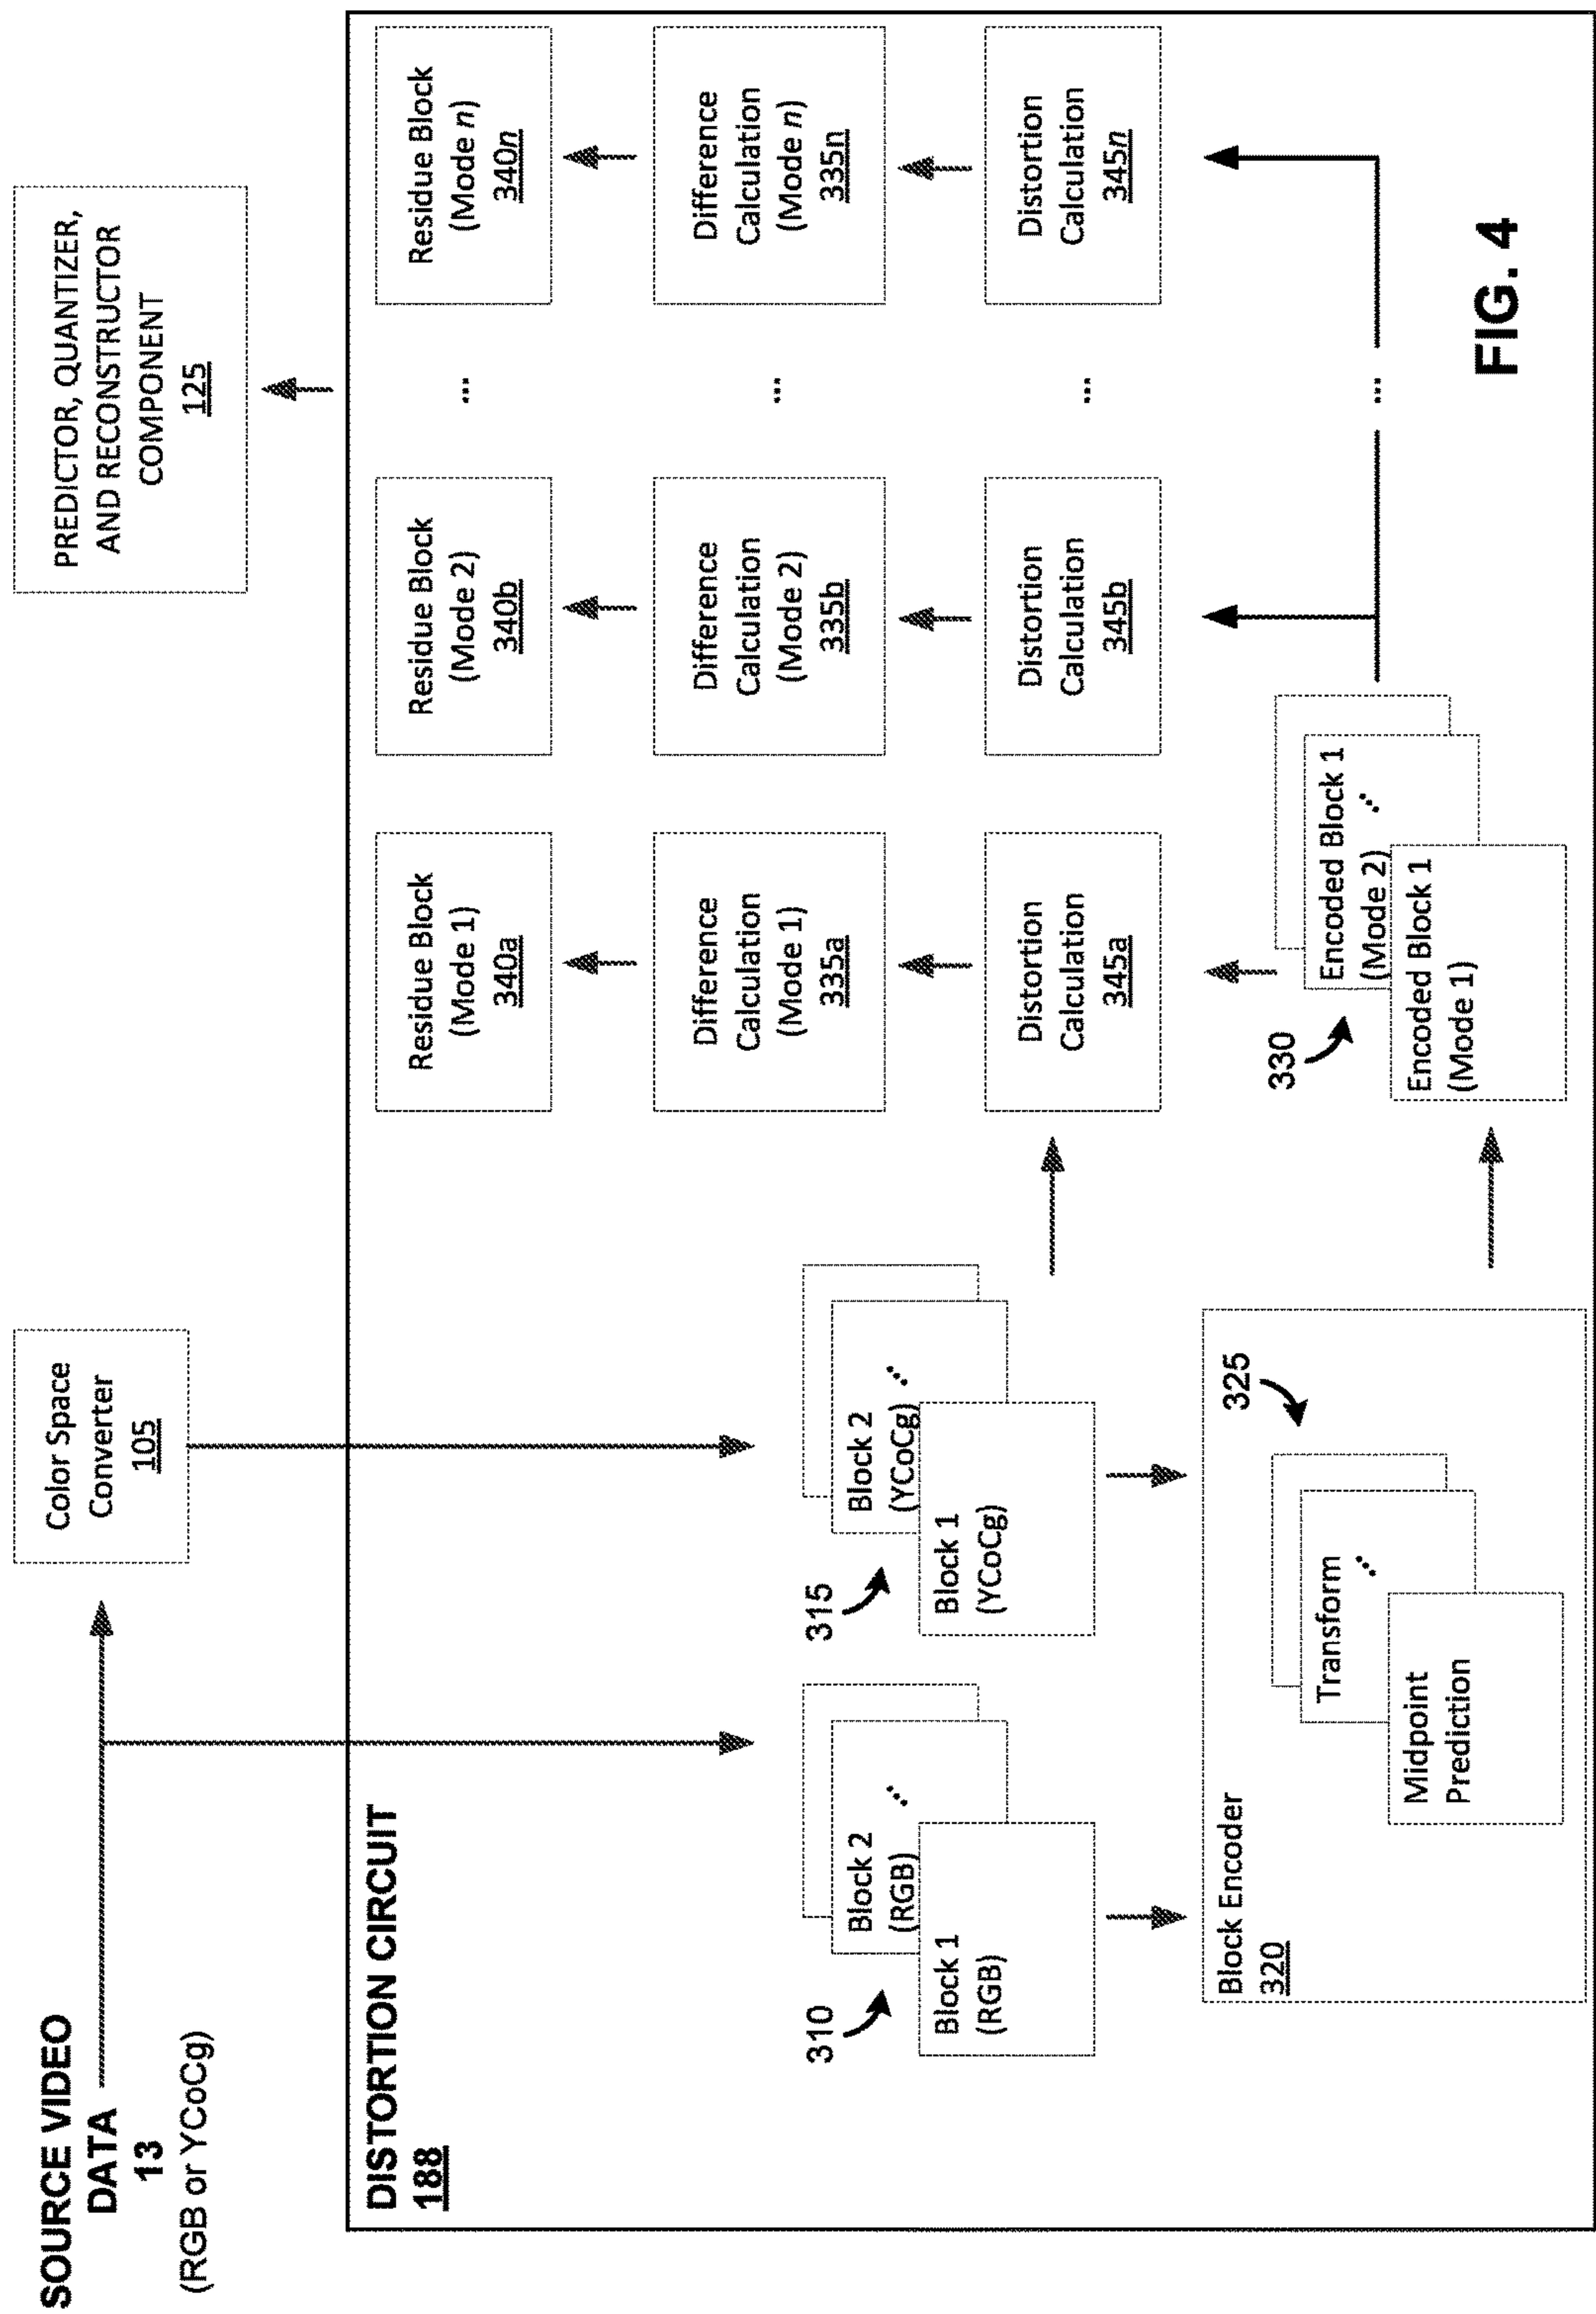 SOURCE VIDEO
DATA
13
(RGB or YCoCg)
Color Space
Converter
105
PREDICTOR, QUANTIZER,
AND RECONSTRUCTOR
COMPONENT
125
DISTORTION CIRCUIT
188
Residue Block
(Mode 1)
340a
Residue Block
(Mode 2)
340b
...
Residue Block
(Mode n)
340n
Difference
Calculation
(Mode 1)
335a
Difference
Calculation
(Mode 2)
335b
...
Difference
Calculation
(Mode n)
335n
Distortion
Calculation
345a
Distortion
Calculation
345b
...
Distortion
Calculation
345n
310
Block 2
(RGB)
...
Block 1
(RGB)
315
Block 2
(YCoCg)
...
Block 1
(YCoCg)
Block Encoder
320
325
Transform
...
Midpoint
Prediction
330
Encoded Block 1
(Mode 2)
...
Encoded Block 1
(Mode 1)
...
FIG. 4